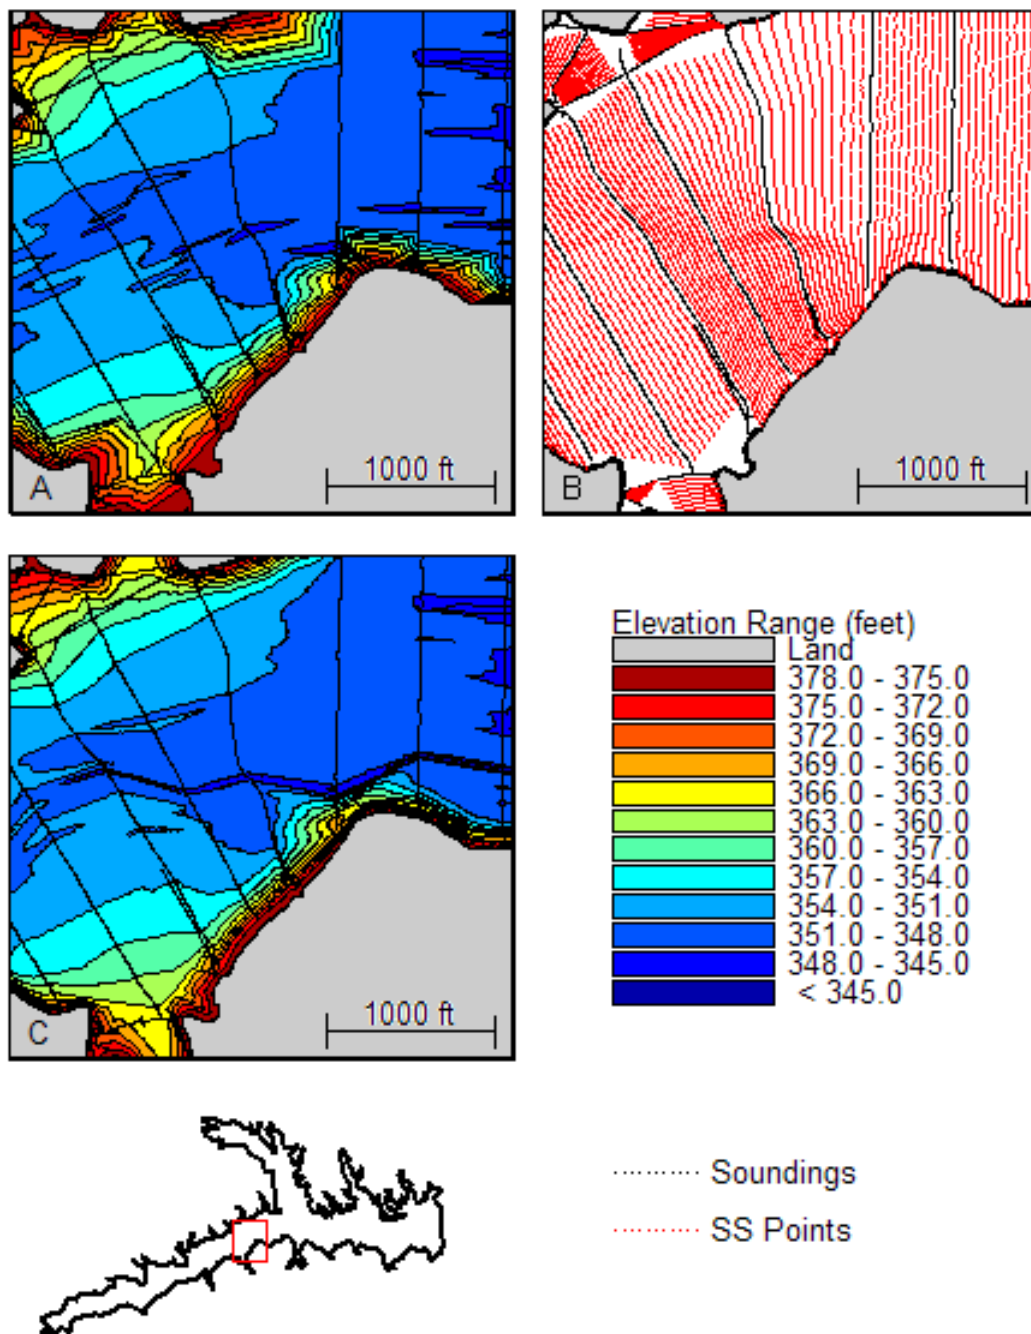 1000 ft
A
1000 ft
B
1000 ft
C
Elevation Range (feet)
Land
378.0 - 375.0
375.0 - 372.0
372.0 - 369.0
369.0 - 366.0
366.0 - 363.0
363.0 - 360.0
360.0 - 357.0
357.0 - 354.0
354.0 - 351.0
351.0 - 348.0
348.0 - 345.0
< 345.0
Soundings
SS Points